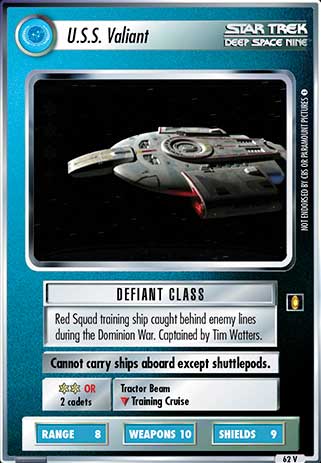 U.S.S. Valiant
STAR TREK
DEEP SPACE NINE
NOT ENDORSED BY CBS OR PARAMOUNT PICTURES
DEFIANT CLASS
Red Squad training ship caught behind enemy lines
during the Dominion War. Captained by Tim Watters.
Cannot carry ships aboard except shuttlepods.
OR
2 cadets
Tractor Beam
Training Cruise
RANGE 8
WEAPONS 10
SHIELDS 9
62 V